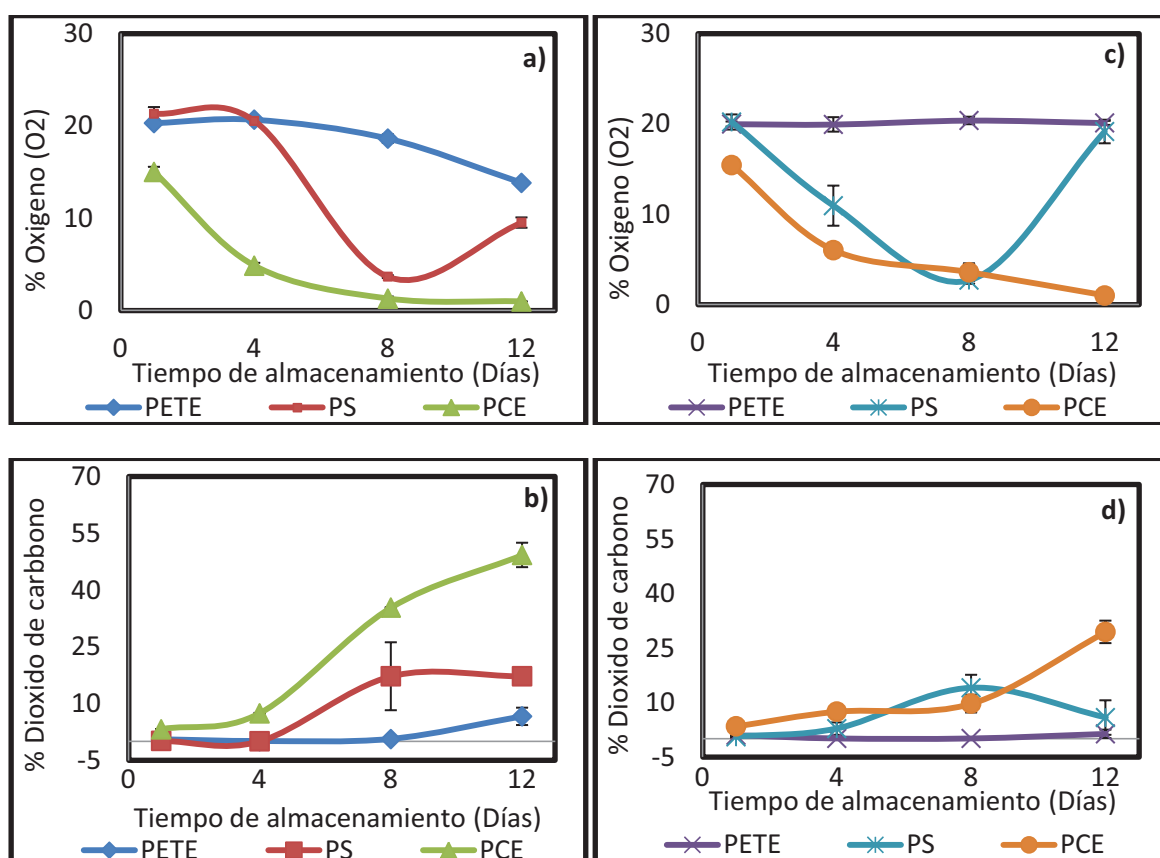 a)
% Oxigeno (O2)
30
20
10
0
0 4 8 12
Tiempo de almacenamiento (Días)
PETE PS PCE
c)
% Oxigeno (O2)
30
20
10
0
0 4 8 12
Tiempo de almacenamiento (Días)
PETE PS PCE
b)
% Dioxido de carbbono
70
55
40
25
10
-5
0 4 8 12
Tiempo de almacenamiento (Días)
PETE PS PCE
d)
% Dioxido de carbono
70
55
40
25
10
-5
0 4 8 12
Tiempo de almacenamiento (Días)
PETE PS PCE